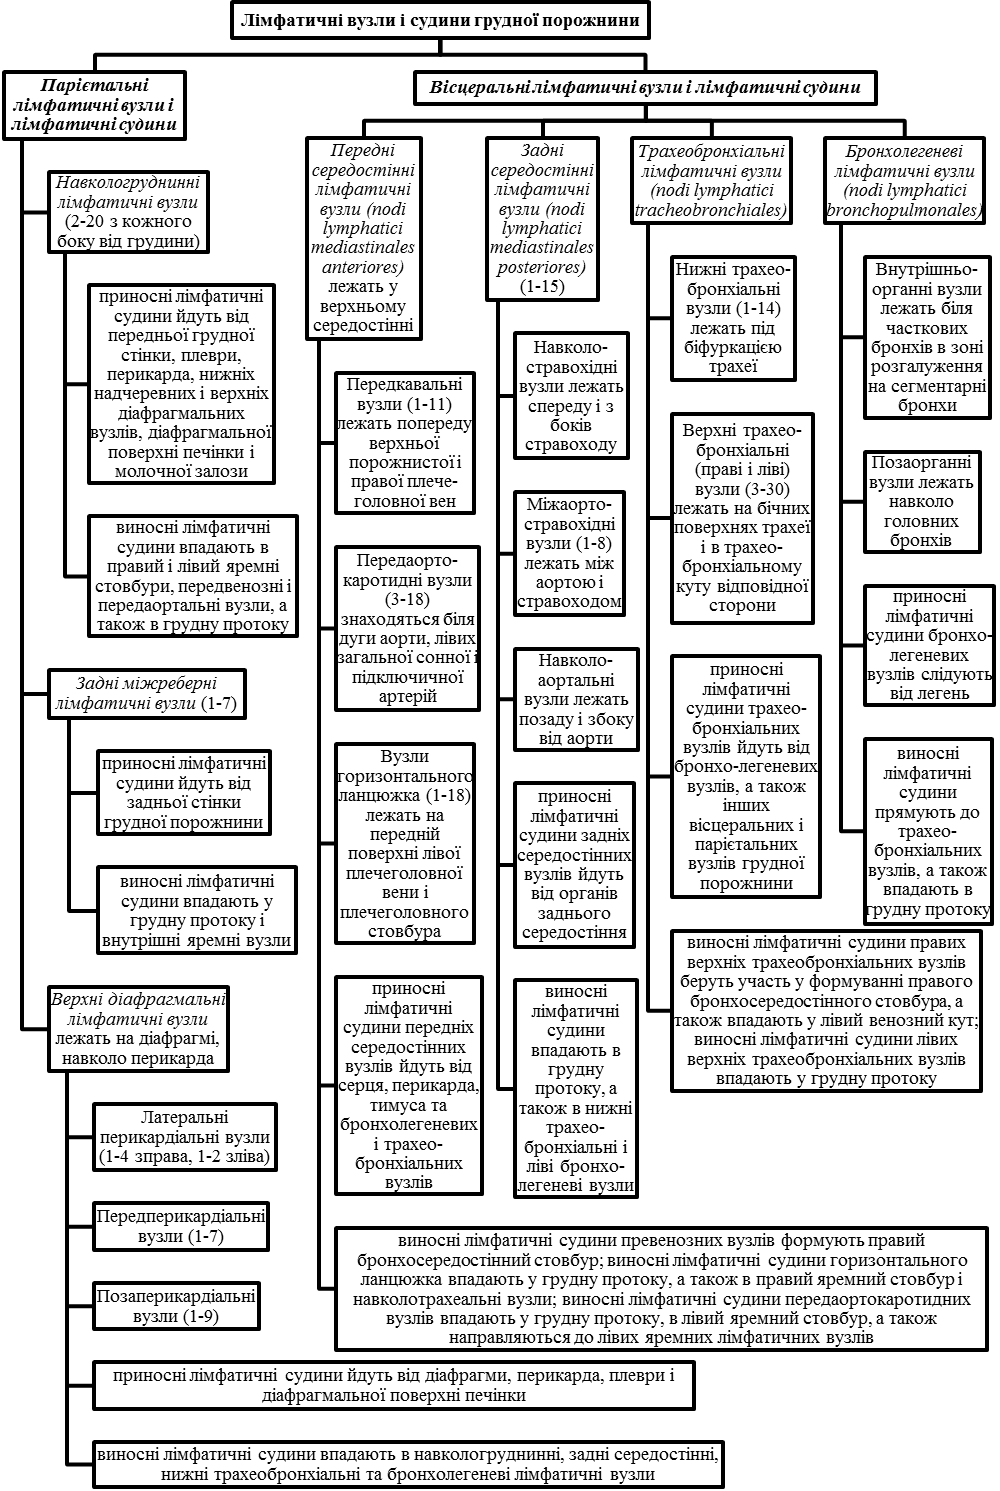 Лімфатичні вузли і судини грудної порожнини
Парієтальні
лімфатичні вузли і
лімфатичні судини
Навкологруднинні
лімфатичні вузли
(2-20 з кожного
боку від грудини)
приносні лімфатичні
судини йдуть від
передньої грудної
стінки, плеври,
перикарда, нижніх
надчеревних і верхніх
діафрагмальних
вузлів, діафрагмальної
поверхні печінки і
молочної залози
виносні лімфатичні
судини впадають в
правий і лівий яремні
стовбури, передвенозні і
передаортальні вузли, а
також в грудну протоку
Задні міжреберні
лімфатичні вузли (1-7)
приносні лімфатичні
судини йдуть від
задньої стінки
грудної порожнини
виносні лімфатичні
судини впадають у
грудну протоку і
внутрішні яремні вузли
Верхні діафрагмальні
лімфатичні вузли
лежать на діафрагмі,
навколо перикарда
Латеральні
перикардіальні вузли
(1-4 зправа, 1-2 зліва)
Передперикардіальні
вузли (1-7)
Позаперикардіальні
вузли (1-9)
приносні лімфатичні судини йдуть від діафрагми, перикарда, плеври і
діафрагмальної поверхні печінки
виносні лімфатичні судини впадають в навкологруднинні, задні середостінні,
нижні трахеобронхіальні та бронхолегеневі лімфатичні вузли
Вісцеральні лімфатичні вузли і лімфатичні судини
Передні
середостінні
лімфатичні
вузли (nodi
lymphatici
mediastinales
anteriores)
лежать у
верхньому
середостінні
Передкавальні
вузли (1-11)
лежать попереду
верхньої
порожнистої і
правої плече-
головної вен
Передаорто-
каротидні вузли
(3-18)
знаходяться біля
дуги аорти, лівих
загальної сонної і
підключичної
артерій
Вузли
горизонтального
ланцюжка (1-18)
лежать на
передній
поверхні лівої
плечеголовної
вени і
плечеголовного
стовбура
приносні
лімфатичні
судини передніх
середостінних
вузлів йдуть від
серця, перикарда,
тимуса та
бронхолегеневих
і трахео-
бронхіальних
вузлів
виносні лімфатичні судини превенозних вузлів формують правий
бронхосередостінний стовбур; виносні лімфатичні судини горизонтального
ланцюжка впадають у грудну протоку, а також в правий яремний стовбур і
навколотрахеальні вузли; виносні лімфатичні судини передаортокаротидних
вузлів впадають у грудну протоку, в лівий яремний стовбур, а також
направляються до лівих яремних лімфатичних вузлів
Задні
середостінні
лімфатичні
вузли (nodi
lymphatici
mediastinales
posteriores)
(1-15)
Навколо-
стравохідні
вузли лежать
спереду і з
боків
стравоходу
Міжаорто-
стравохідні
вузли (1-8)
лежать між
аортою і
стравоходом
Навколо-
аортальні
вузли лежать
позаду і збоку
від аорти
приносні
лімфатичні
судини задніх
середостінних
вузлів йдуть
від органів
заднього
середостіння
виносні
лімфатичні
судини
впадають в
грудну
протоку, а
також в нижні
трахео-
бронхіальні і
ліві бронхо-
легеневі вузли
Трахеобронхіальні
лімфатичні вузли
(nodi lymphatici
tracheobronchiales)
Нижні трахео-
бронхіальні
вузли (1-14)
лежать під
біфуркацією
трахеї
Верхні трахео-
бронхіальні
(праві і ліві)
вузли (3-30)
лежать на бічних
поверхнях трахеї
і в трахео-
бронхіальному
куту відповідної
сторони
приносні
лімфатичні
судини трахео-
бронхіальних
вузлів йдуть від
бронхо-легеневих
вузлів, а також
інших
вісцеральних і
парієтальних
вузлів грудної
порожнини
виносні лімфатичні судини правих
верхніх трахеобронхіальних вузлів
беруть участь у формуванні правого
бронхосередостінного стовбура, а
також впадають у лівий венозний кут;
виносні лімфатичні судини лівих
верхніх трахеобронхіальних вузлів
впадають у грудну протоку
Бронхолегеневі
лімфатичні вузли
(nodi lymphatici
bronchopulmonales)
Внутрішньо-
органні вузли
лежать біля
часткових
бронхів в зоні
розгалуження
на сегментарні
бронхи
Позаорганні
вузли лежать
навколо
головних
бронхів
приносні
лімфатичні
судини бронхо-
легеневих
вузлів слідують
від легень
виносні
лімфатичні
судини
прямують до
трахео-
бронхіальних
вузлів, а також
впадають в
грудну протоку